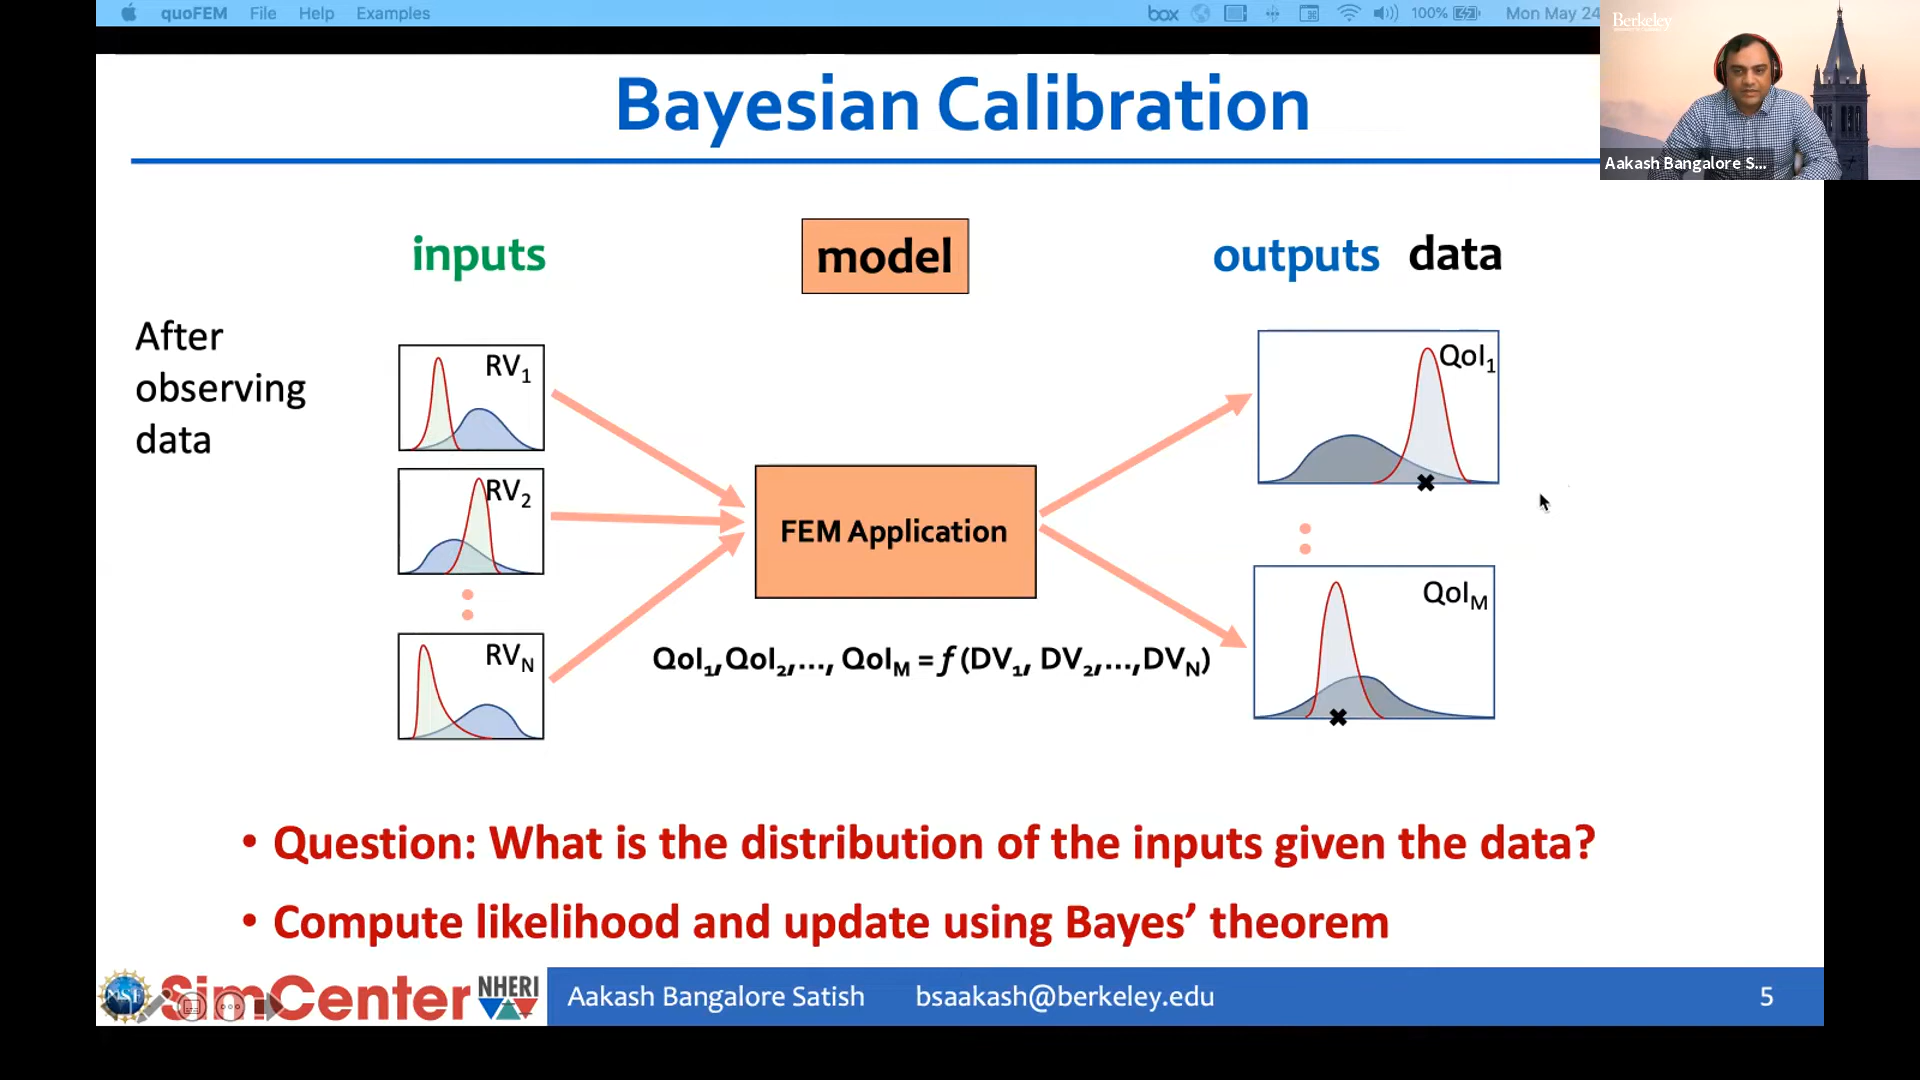 quoFEM File Help Examples
box 100% Mon May 24
Berkeley
Aakash Bangalore S...
Bayesian Calibration
inputs model outputs data
After
observing
data
RV1
RV2
RVN
FEM Application
QoI1,QoI2,..., QoIM = f (DV1, DV2,...,DVN)
QoI1
QoIM
• Question: What is the distribution of the inputs given the data?
• Compute likelihood and update using Bayes’ theorem
NSF SimCenter NHERI Aakash Bangalore Satish bsaakash@berkeley.edu 5